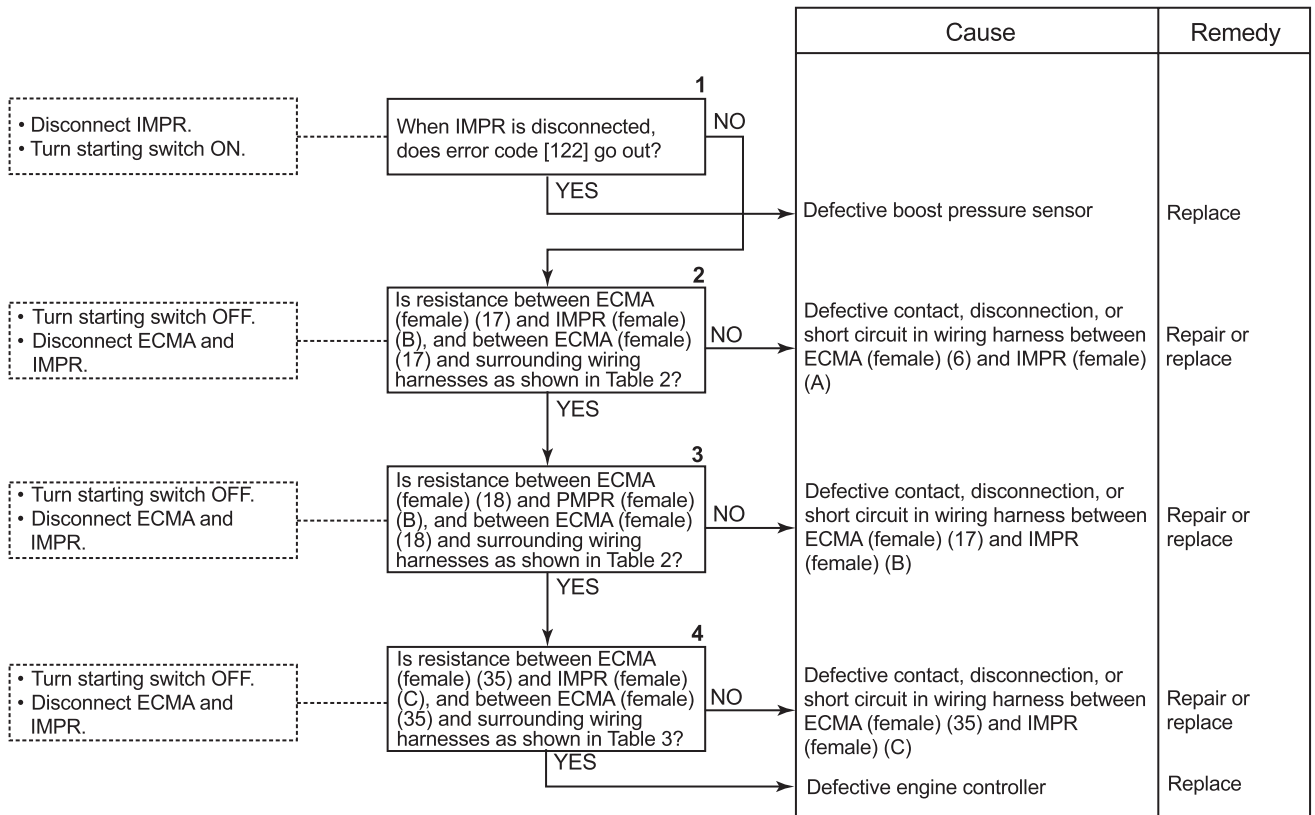 Cause
Remedy
1
• Disconnect IMPR.
• Turn starting switch ON.
When IMPR is disconnected,
does error code [122] go out?
NO
YES
Defective boost pressure sensor
Replace
2
• Turn starting switch OFF.
• Disconnect ECMA and
IMPR.
Is resistance between ECMA
(female) (17) and IMPR (female)
(B), and between ECMA (female)
(17) and surrounding wiring
harnesses as shown in Table 2?
NO
YES
Defective contact, disconnection, or
short circuit in wiring harness between
ECMA (female) (6) and IMPR (female)
(A)
Repair or
replace
3
• Turn starting switch OFF.
• Disconnect ECMA and
IMPR.
Is resistance between ECMA
(female) (18) and PMPR (female)
(B), and between ECMA (female)
(18) and surrounding wiring
harnesses as shown in Table 2?
NO
YES
Defective contact, disconnection, or
short circuit in wiring harness between
ECMA (female) (17) and IMPR
(female) (B)
Repair or
replace
4
• Turn starting switch OFF.
• Disconnect ECMA and
IMPR.
Is resistance between ECMA
(female) (35) and IMPR (female)
(C), and between ECMA (female)
(35) and surrounding wiring
harnesses as shown in Table 3?
NO
YES
Defective contact, disconnection, or
short circuit in wiring harness between
ECMA (female) (35) and IMPR
(female) (C)
Repair or
replace
Defective engine controller
Replace